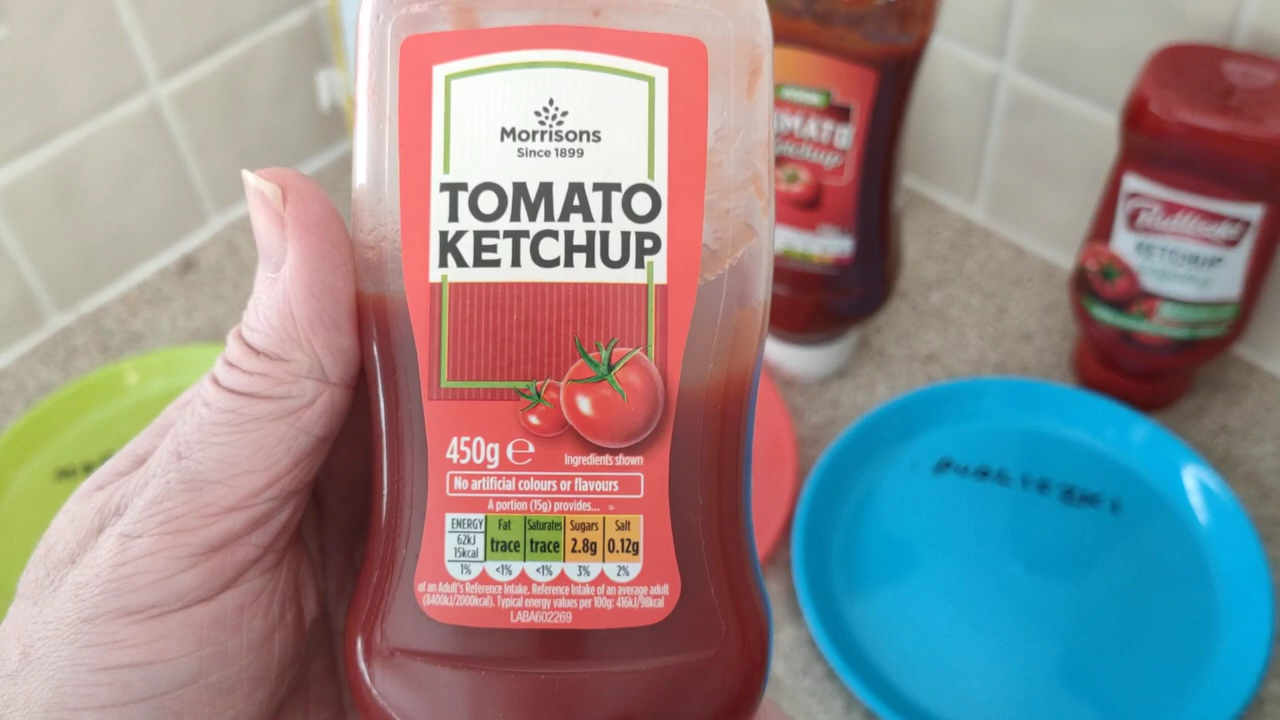 Morrisons
Since 1899
TOMATO
KETCHUP
450g ℮
Ingredients shown
No artificial colours or flavours
A portion (15g) provides...
ENERGY 62kJ 15kcal 1%
Fat trace <1%
Saturates trace <1%
Sugars 2.8g 3%
Salt 0.12g 2%
of an Adult's Reference Intake. Reference Intake of an average adult
(8400kJ/2000kcal). Typical energy values per 100g: 416kJ/98kcal
LABA602269
Ketchup
KETCHUP